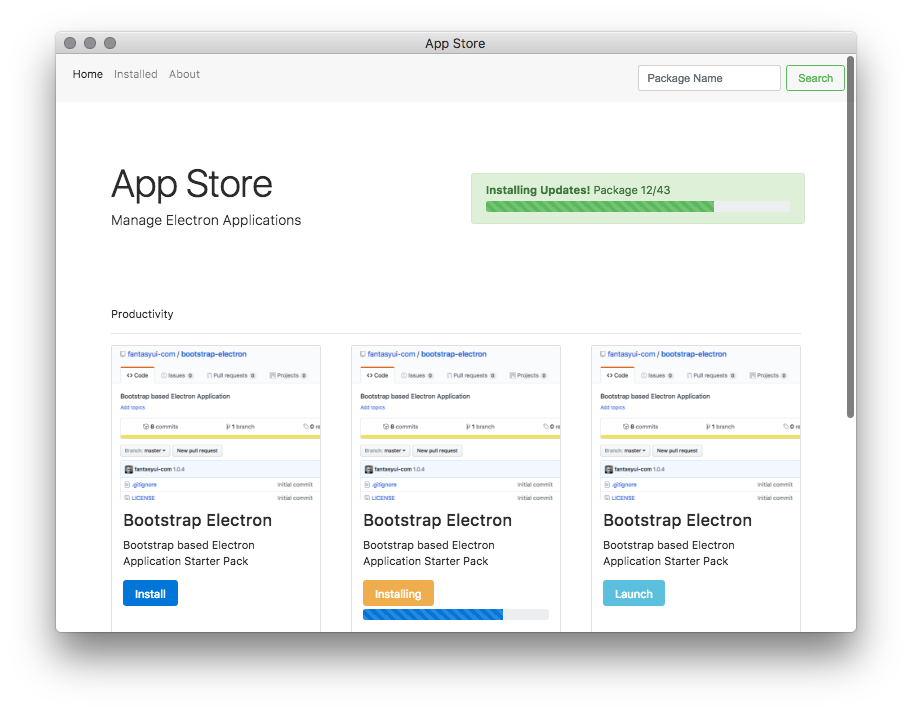 App Store
Home Installed About Package Name Search
App Store
Manage Electron Applications
Installing Updates! Package 12/43
Productivity
fantasyui-com / bootstrap-electron
Code Issues 0 Pull requests 0 Projects 0
Bootstrap based Electron Application
Add topics
8 commits 1 branch 0 re
Branch: master New pull request
fantasyui-com 1.0.4
.gitignore Initial commit
LICENSE Initial commit
Bootstrap Electron
Bootstrap based Electron
Application Starter Pack
Install
fantasyui-com / bootstrap-electron
Code Issues 0 Pull requests 0 Projects 0
Bootstrap based Electron Application
Add topics
8 commits 1 branch 0 re
Branch: master New pull request
fantasyui-com 1.0.4
.gitignore Initial commit
LICENSE Initial commit
Bootstrap Electron
Bootstrap based Electron
Application Starter Pack
Installing
fantasyui-com / bootstrap-electron
Code Issues 0 Pull requests 0 Projects 0
Bootstrap based Electron Application
Add topics
8 commits 1 branch 0 re
Branch: master New pull request
fantasyui-com 1.0.4
.gitignore Initial commit
LICENSE Initial commit
Bootstrap Electron
Bootstrap based Electron
Application Starter Pack
Launch